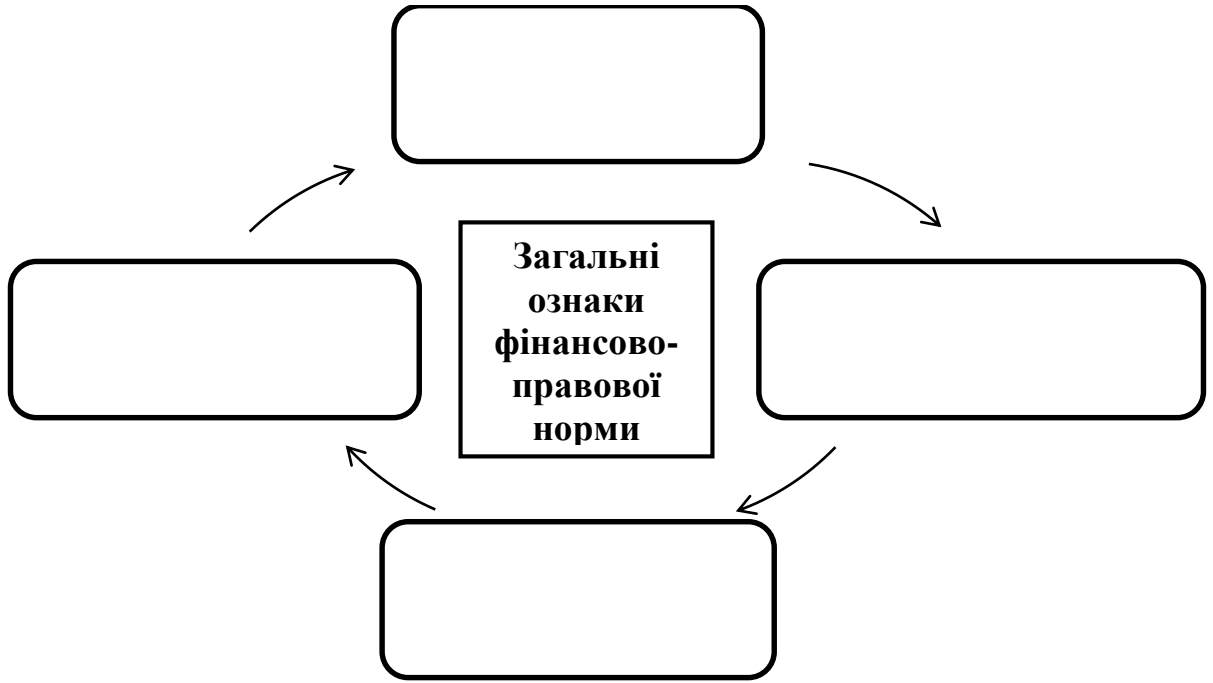 Загальні
ознаки
фінансово-
правової
норми